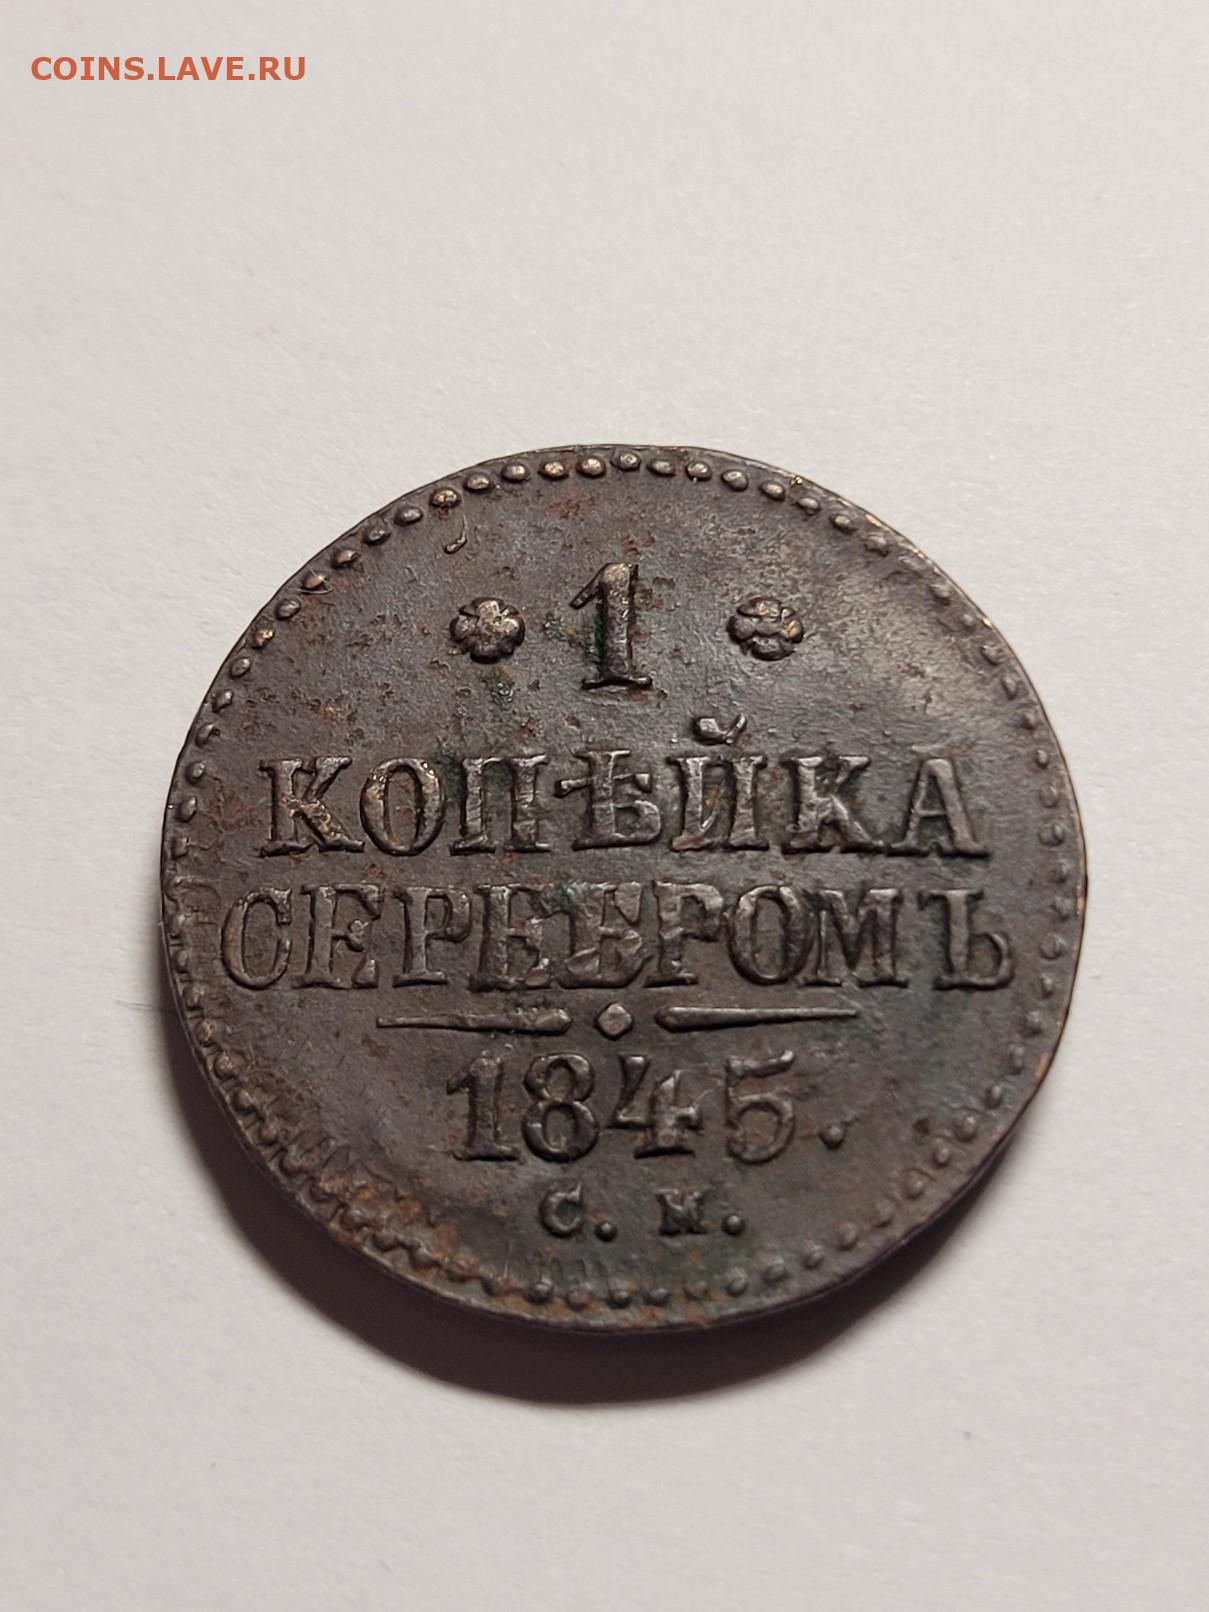 COINS.LAVE.RU
1
КОПѢЙКА
СЕРЕБРОМЪ
1845.
С. М.